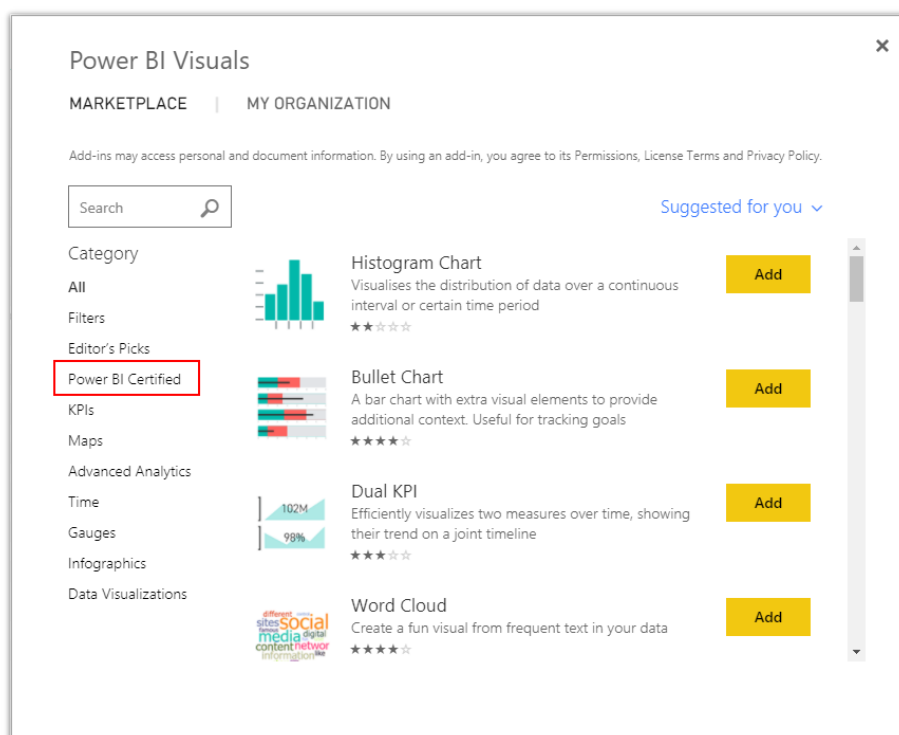 Power BI Visuals
×
MARKETPLACE | MY ORGANIZATION
Add-ins may access personal and document information. By using an add-in, you agree to its Permissions, License Terms and Privacy Policy.
Search
Suggested for you
Category
All
Filters
Editor's Picks
Power BI Certified
KPIs
Maps
Advanced Analytics
Time
Gauges
Infographics
Data Visualizations
Histogram Chart
Visualises the distribution of data over a continuous
interval or certain time period
Add
Bullet Chart
A bar chart with extra visual elements to provide
additional context. Useful for tracking goals
Add
102M
98%
Dual KPI
Efficiently visualizes two measures over time, showing
their trend on a joint timeline
Add
different
sites social
famous
media digital
content networ
information like
Word Cloud
Create a fun visual from frequent text in your data
Add